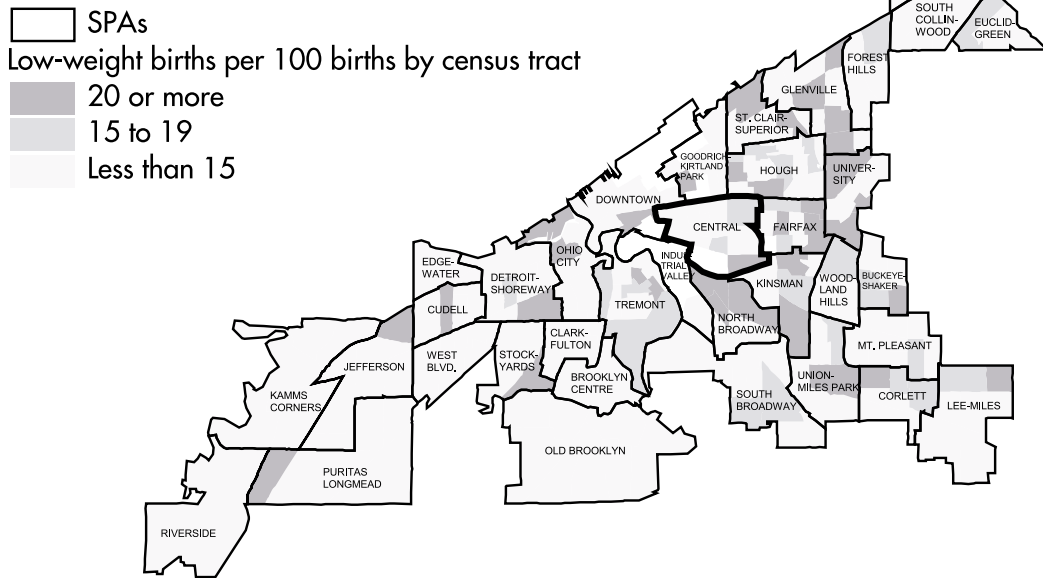 SPAs
Low-weight births per 100 births by census tract
20 or more
15 to 19
Less than 15
SOUTH
COLLIN-
WOOD
EUCLID-
GREEN
FOREST
HILLS
GLENVILLE
ST. CLAIR-
SUPERIOR
GOODRICH-
KIRTLAND
PARK
HOUGH
UNIVER-
SITY
DOWNTOWN
CENTRAL
FAIRFAX
OHIO
CITY
INDUS-
TRIAL
VALLEY
EDGE-
WATER
DETROIT-
SHOREWAY
KINSMAN
WOOD-
LAND
HILLS
BUCKEYE-
SHAKER
CUDELL
TREMONT
NORTH
BROADWAY
CLARK-
FULTON
MT. PLEASANT
WEST
BLVD.
STOCK-
YARDS
JEFFERSON
BROOKLYN
CENTRE
UNION-
MILES PARK
KAMMS
CORNERS
SOUTH
BROADWAY
CORLETT
LEE-MILES
OLD BROOKLYN
PURITAS
LONGMEAD
RIVERSIDE